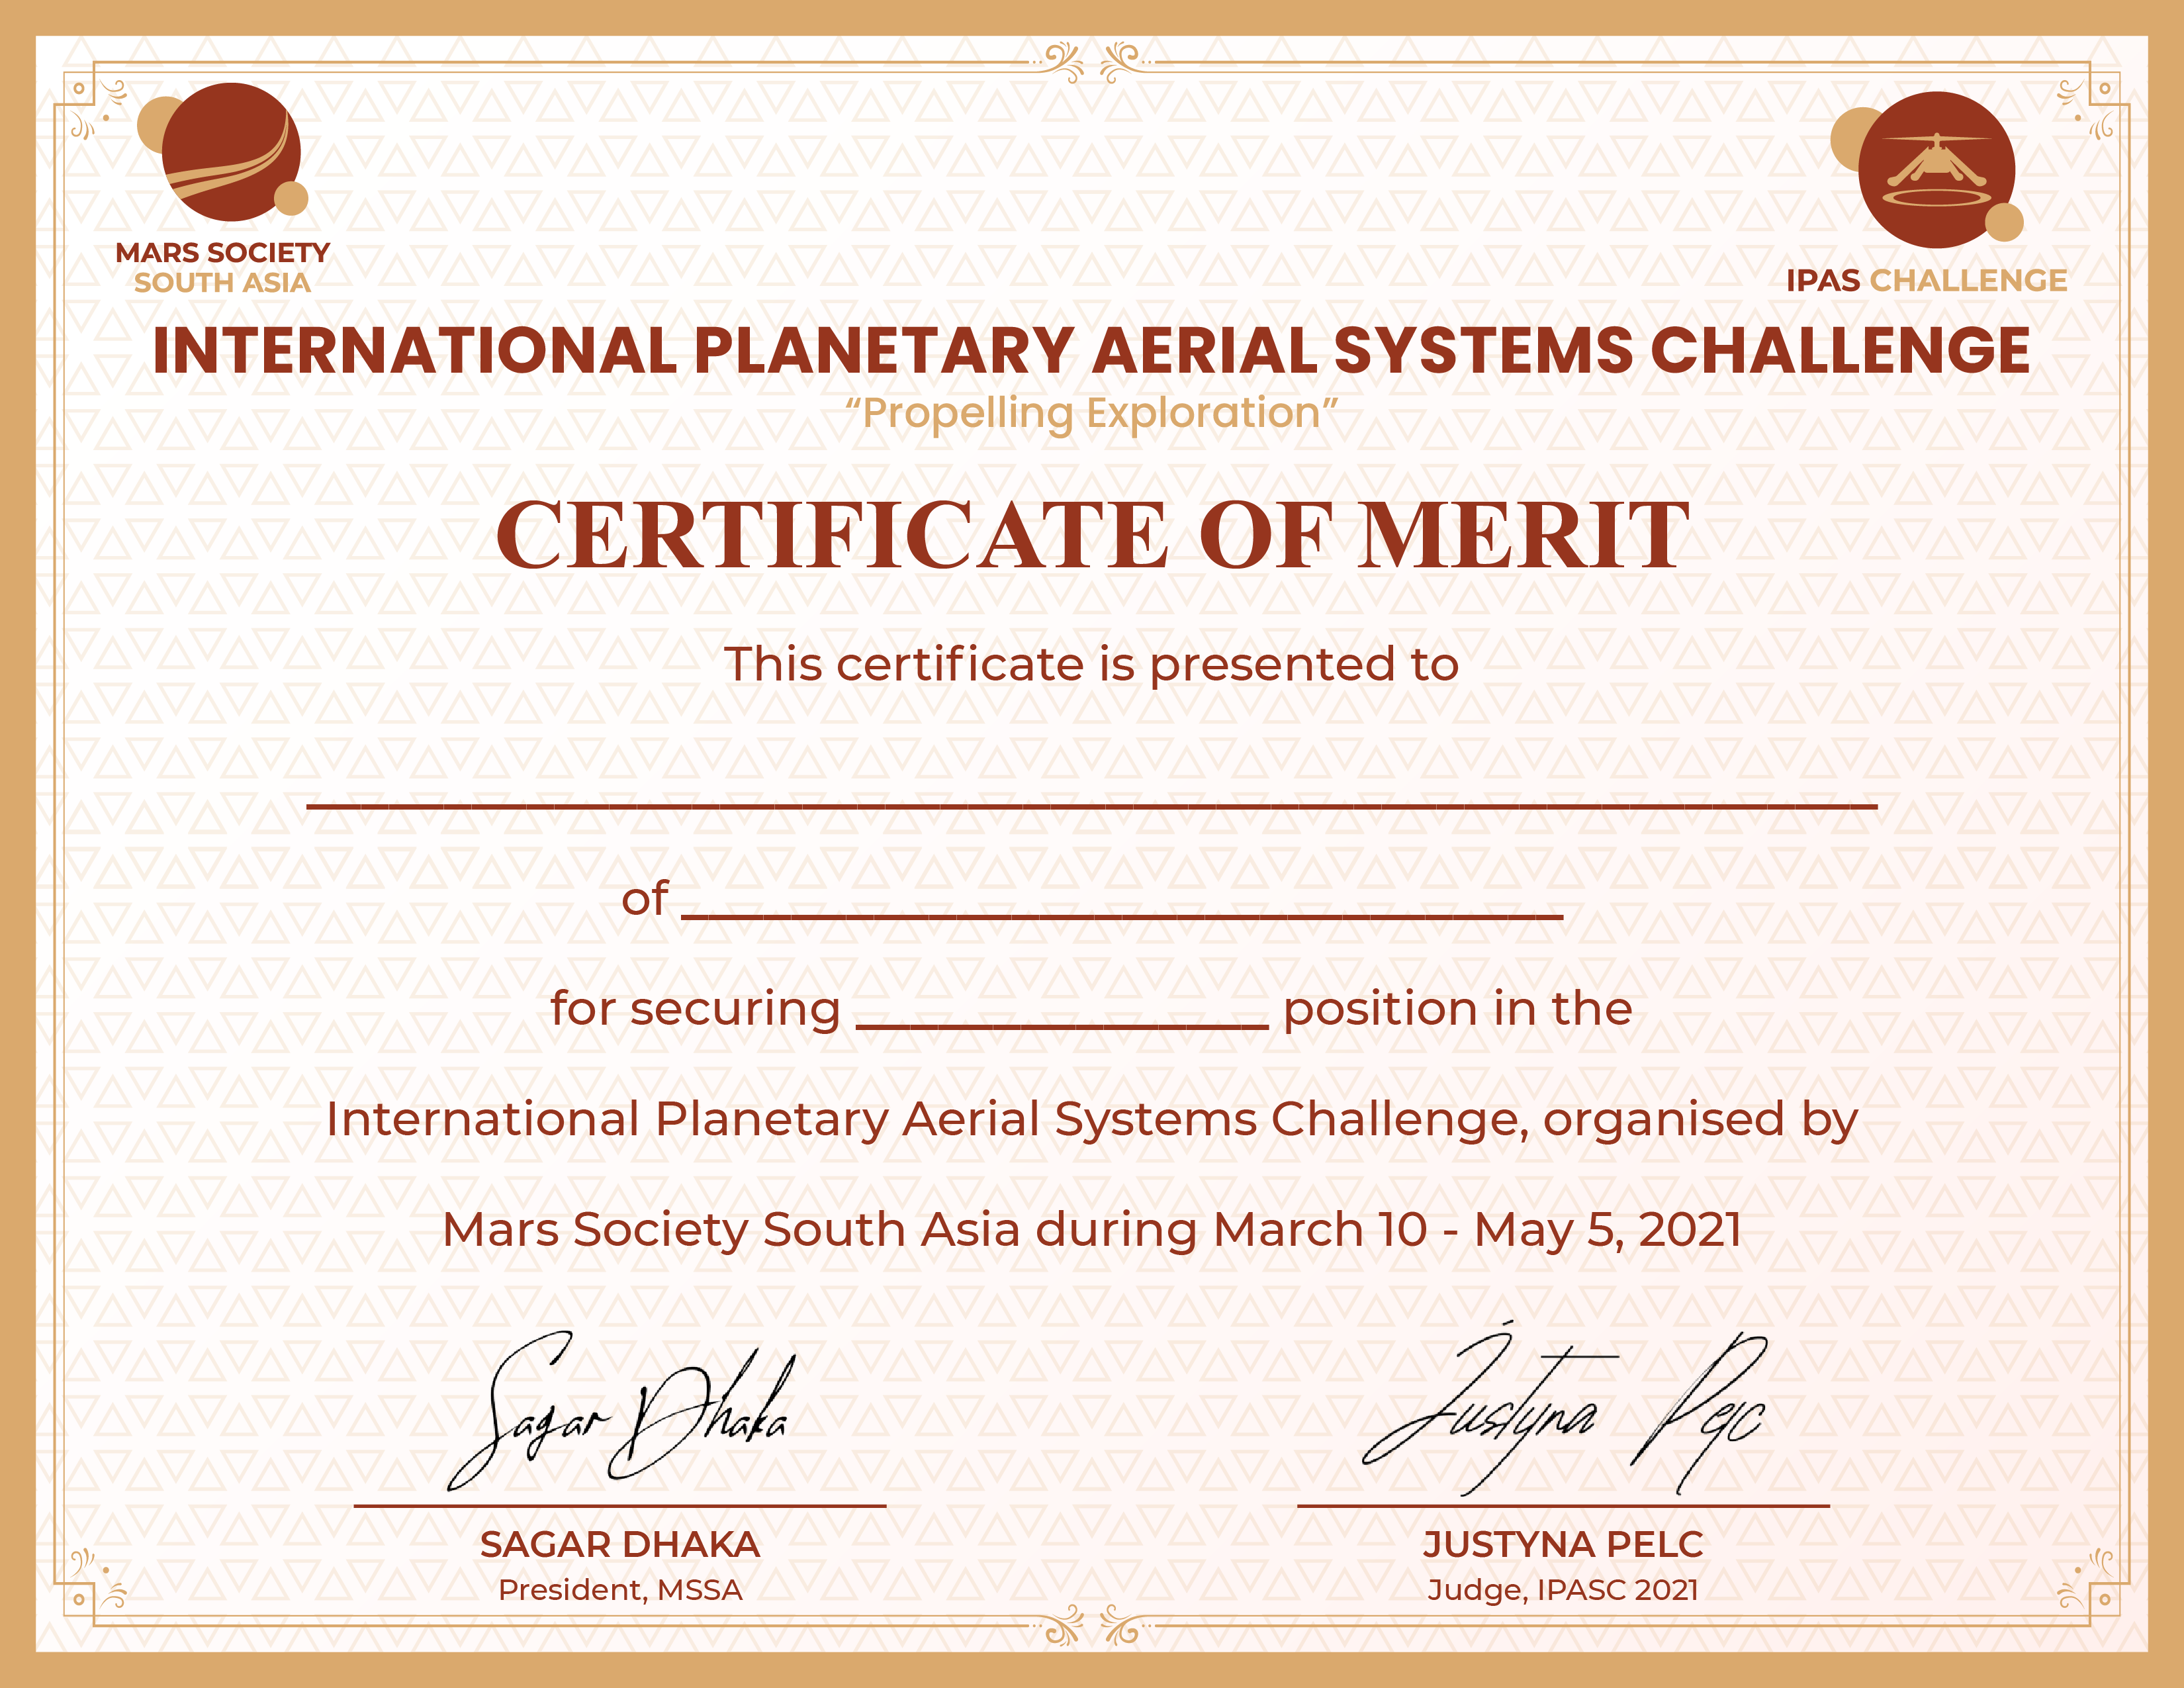 MARS SOCIETY
SOUTH ASIA
IPAS CHALLENGE
INTERNATIONAL PLANETARY AERIAL SYSTEMS CHALLENGE
“Propelling Exploration”
CERTIFICATE OF MERIT
This certificate is presented to
of
for securing position in the
International Planetary Aerial Systems Challenge, organised by
Mars Society South Asia during March 10 - May 5, 2021
Sagar Dhaka
Justyna Pelc
SAGAR DHAKA
President, MSSA
JUSTYNA PELC
Judge, IPASC 2021